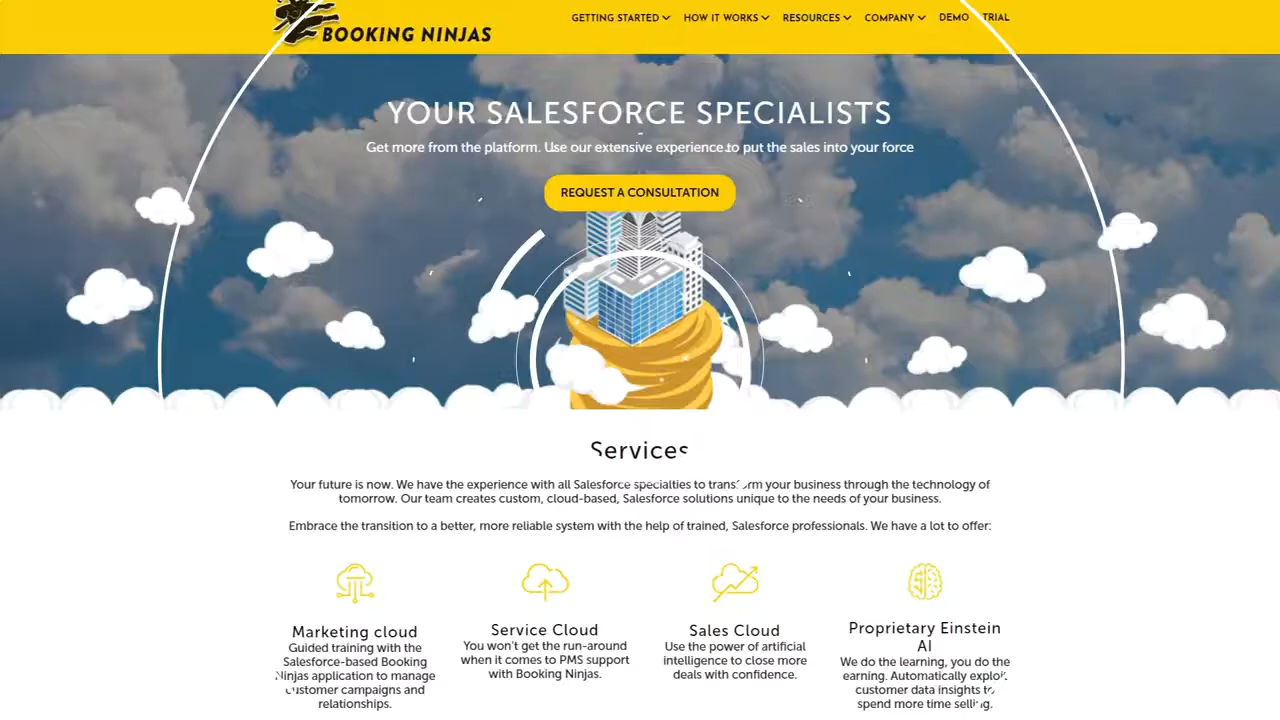 BOOKING NINJAS
GETTING STARTED
HOW IT WORKS
RESOURCES
COMPANY
DEMO
TRIAL
YOUR SALESFORCE SPECIALISTS
Get more from the platform. Use our extensive experience to put the sales into your force
REQUEST A CONSULTATION
Services
Your future is now. We have the experience with all Salesforce specialties to transform your business through the technology of
tomorrow. Our team creates custom, cloud-based, Salesforce solutions unique to the needs of your business.
Embrace the transition to a better, more reliable system with the help of trained, Salesforce professionals. We have a lot to offer:
Marketing cloud
Guided training with the
Salesforce-based Booking
Ninjas application to manage
customer campaigns and
relationships.
Service Cloud
You won't get the run-around
when it comes to PMS support
with Booking Ninjas.
Sales Cloud
Use the power of artificial
intelligence to close more
deals with confidence.
Proprietary Einstein
AI
We do the learning, you do the
earning. Automatically exploit
customer data insights to
spend more time selling.